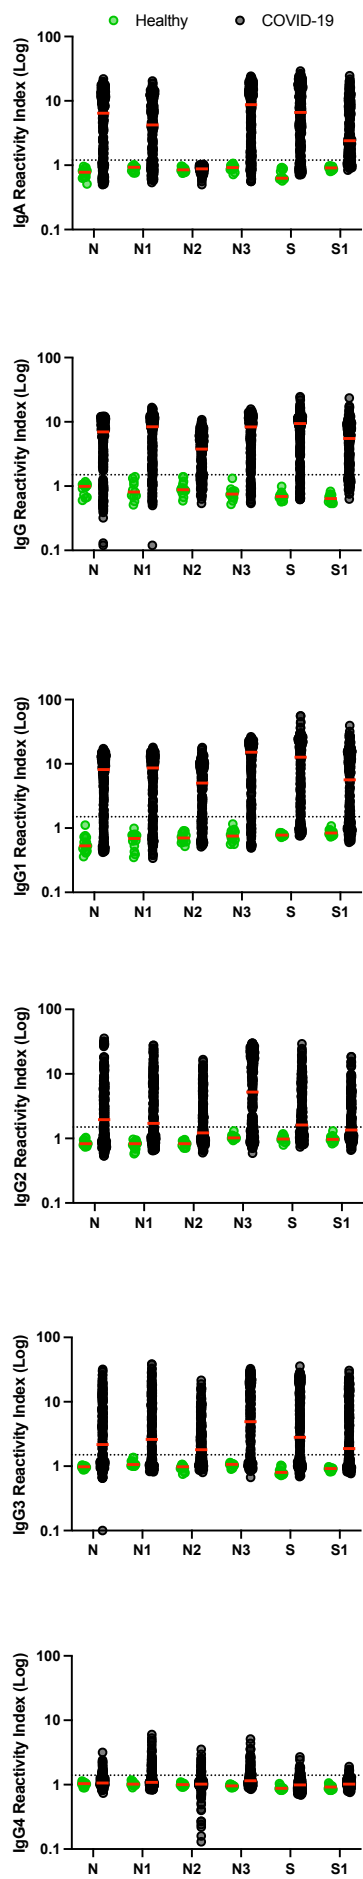 Healthy COVID-19
IgA Reactivity Index (Log)
100
10
1
0.1
N N1 N2 N3 S S1
IgG Reactivity Index (Log)
100
10
1
0.1
N N1 N2 N3 S S1
IgG1 Reactivity Index (Log)
100
10
1
0.1
N N1 N2 N3 S S1
IgG2 Reactivity Index (Log)
100
10
1
0.1
N N1 N2 N3 S S1
IgG3 Reactivity Index (Log)
100
10
1
0.1
N N1 N2 N3 S S1
IgG4 Reactivity Index (Log)
100
10
1
0.1
N N1 N2 N3 S S1